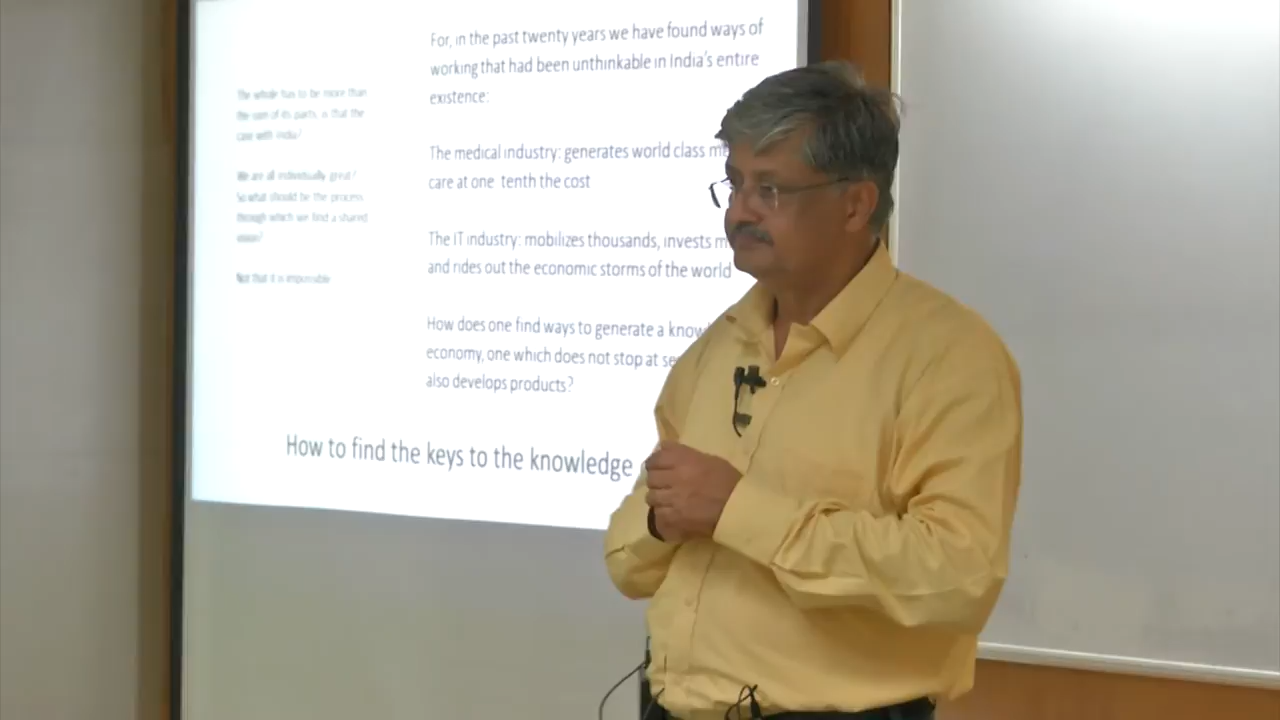 For, in the past twenty years we have found ways of
working that had been unthinkable in India's entire
existence:
The medical industry: generates world class
care at one tenth the cost
The IT industry: mobilizes thousands, invests
and rides out the economic storms of the world
How does one find ways to generate a
economy, one which does not stop at
also develops products?
The whole has to be more than
the sum of its parts, is that the
case with India?
We are all individually great!
So what should be the process
through which we find a shared
vision?
Not that it is impossible
How to find the keys to the knowledge